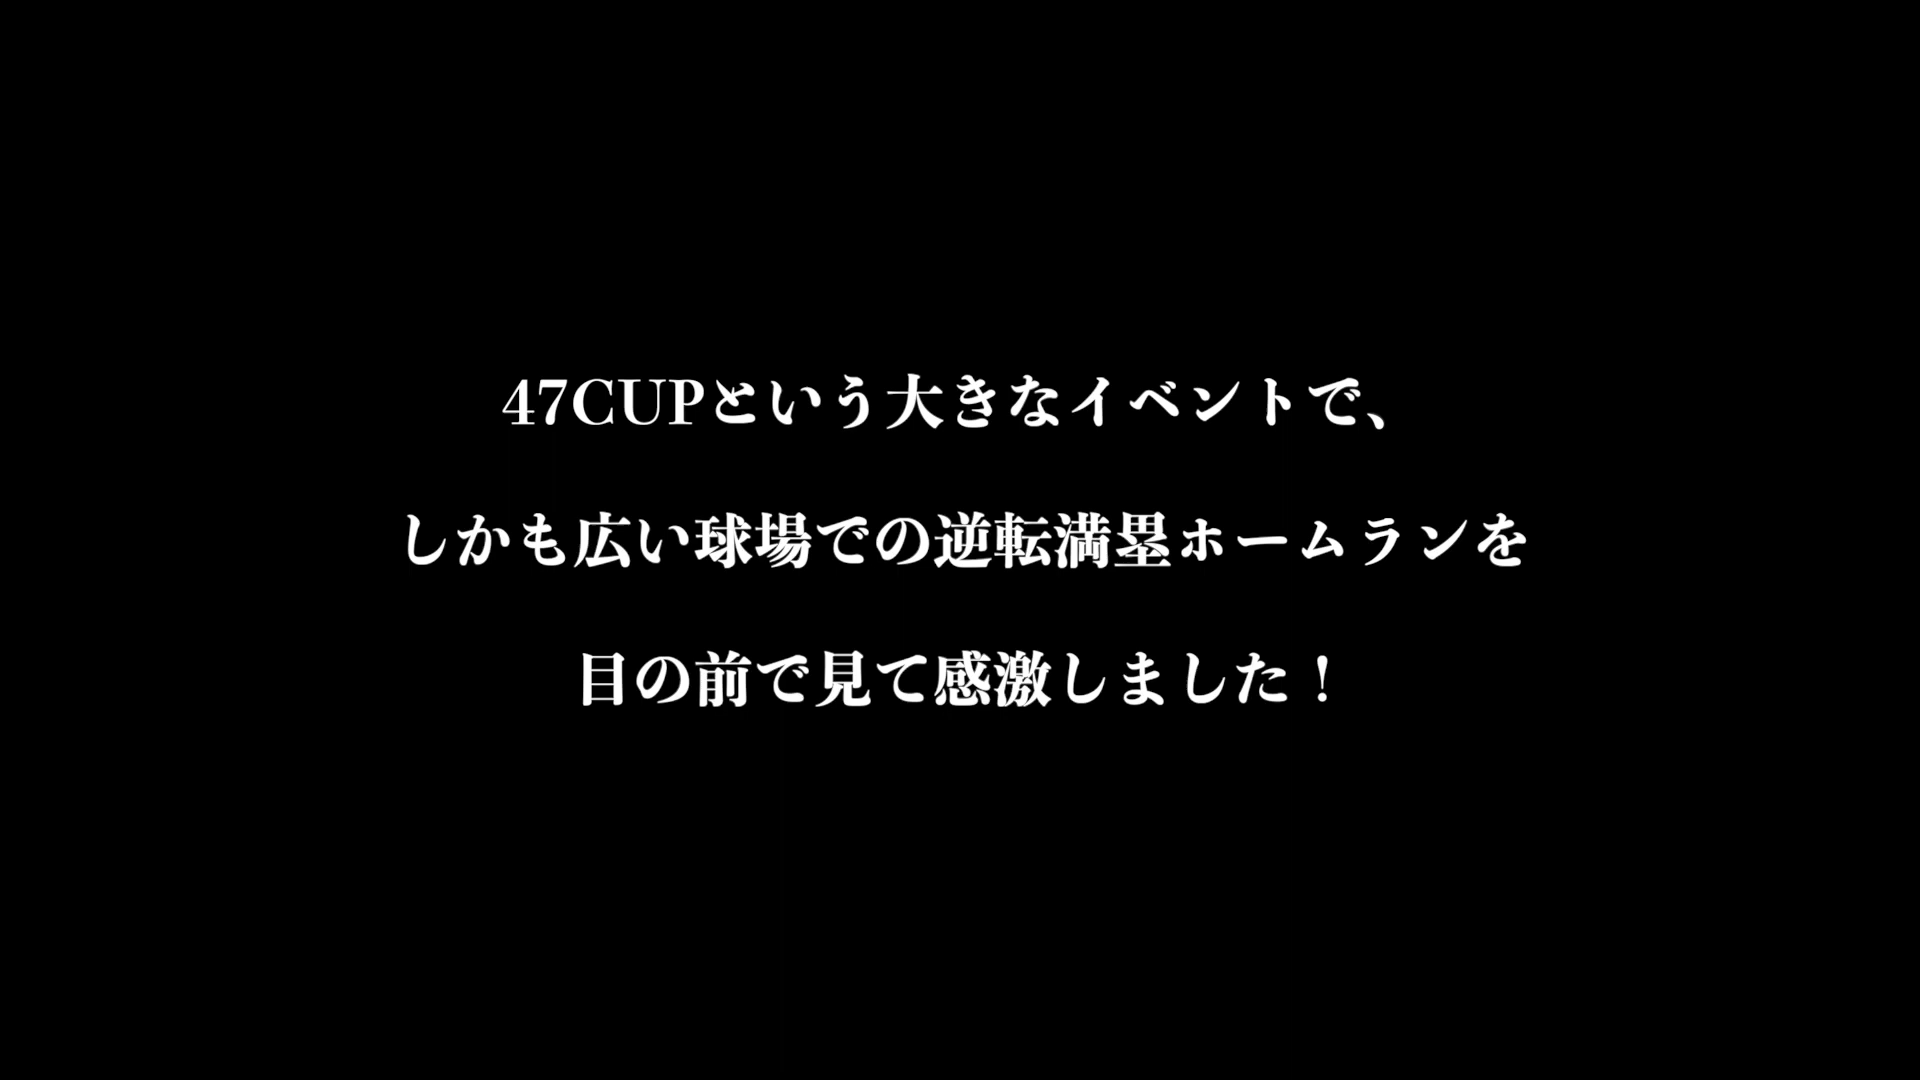 47CUPという大きなイベントで、
しかも広い球場での逆転満塁ホームランを
目の前で見て感激しました！